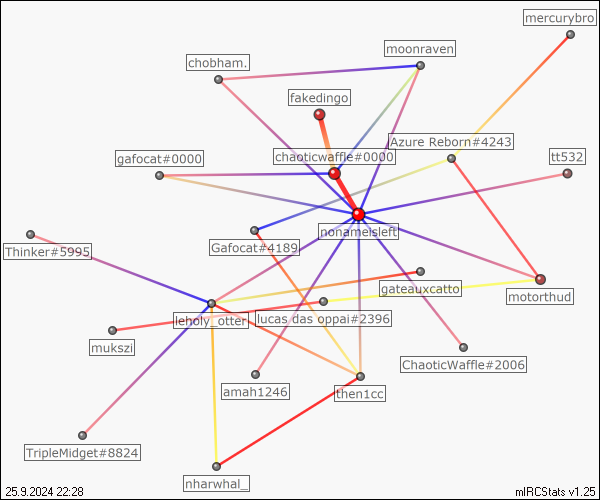 mercurybro
moonraven
chobham.
fakedingo
Azure Reborn#4243
chaoticwaffle#0000
gafocat#0000
tt532
nonameisleft
Gafocat#4189
Thinker#5995
gateauxcatto
motorthud
leholy_otter
lucas das oppai#2396
mukszi
ChaoticWaffle#2006
amah1246
then1cc
TripleMidget#8824
nharwhal_
25.9.2024 22:28
mIRCStats v1.25